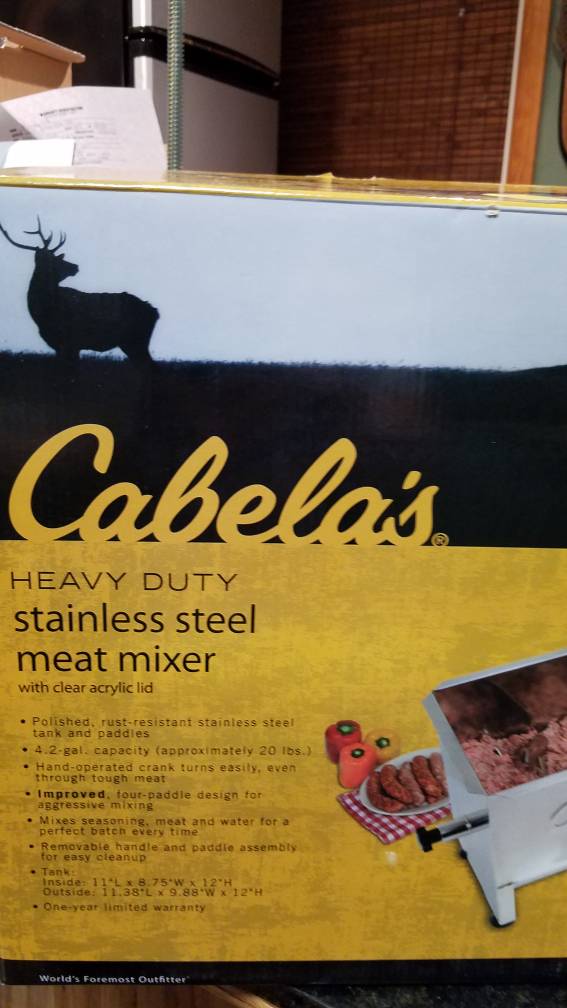 Cabela's®
HEAVY DUTY
stainless steel
meat mixer
with clear acrylic lid
• Polished, rust-resistant stainless steel
tank and paddles
• 4.2-gal. capacity (approximately 20 lbs.)
• Hand-operated crank turns easily, even
through tough meat
• Improved, four-paddle design for
aggressive mixing
• Mixes seasoning, meat and water for a
perfect batch every time
• Removable handle and paddle assembly
for easy cleanup
• Tank:
Inside: 11"L x 8.75"W x 12"H
Outside: 11.38"L x 9.88"W x 12"H
• One-year limited warranty
World's Foremost Outfitter